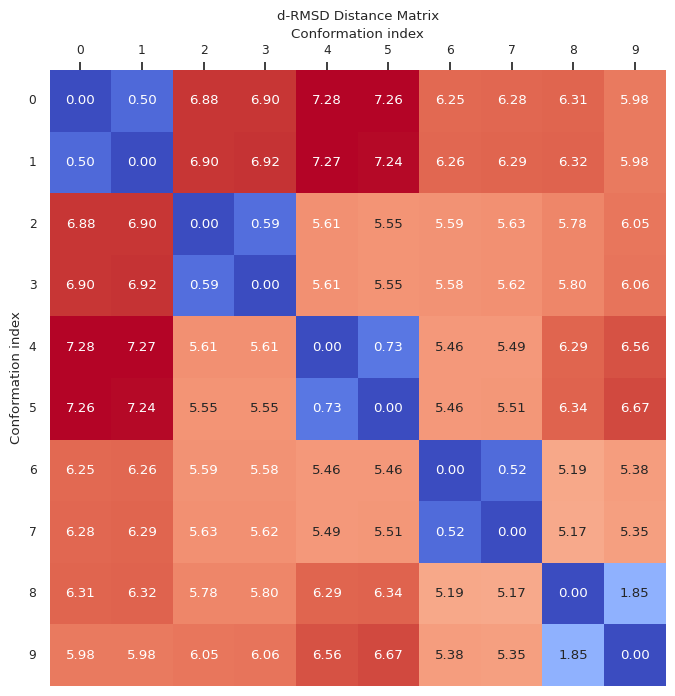 d-RMSD Distance Matrix
Conformation index
0 1 2 3 4 5 6 7 8 9
0 0.00 0.50 6.88 6.90 7.28 7.26 6.25 6.28 6.31 5.98
1 0.50 0.00 6.90 6.92 7.27 7.24 6.26 6.29 6.32 5.98
2 6.88 6.90 0.00 0.59 5.61 5.55 5.59 5.63 5.78 6.05
3 6.90 6.92 0.59 0.00 5.61 5.55 5.58 5.62 5.80 6.06
4 7.28 7.27 5.61 5.61 0.00 0.73 5.46 5.49 6.29 6.56
5 7.26 7.24 5.55 5.55 0.73 0.00 5.46 5.51 6.34 6.67
6 6.25 6.26 5.59 5.58 5.46 5.46 0.00 0.52 5.19 5.38
7 6.28 6.29 5.63 5.62 5.49 5.51 0.52 0.00 5.17 5.35
8 6.31 6.32 5.78 5.80 6.29 6.34 5.19 5.17 0.00 1.85
9 5.98 5.98 6.05 6.06 6.56 6.67 5.38 5.35 1.85 0.00
Conformation index